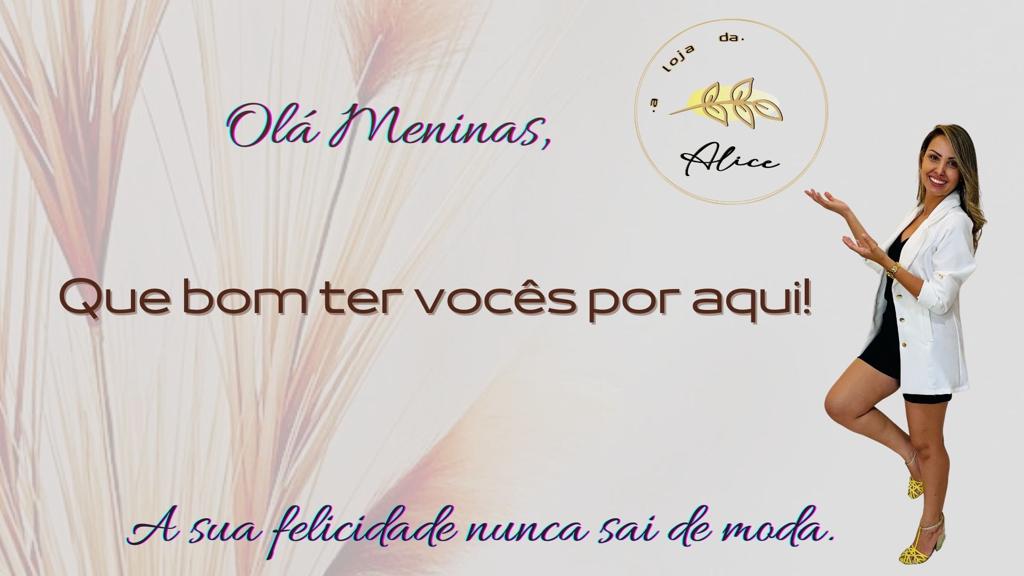 .a loja da.
Alice
Olá Meninas,
Que bom ter vocês por aqui!
A sua felicidade nunca sai de moda.